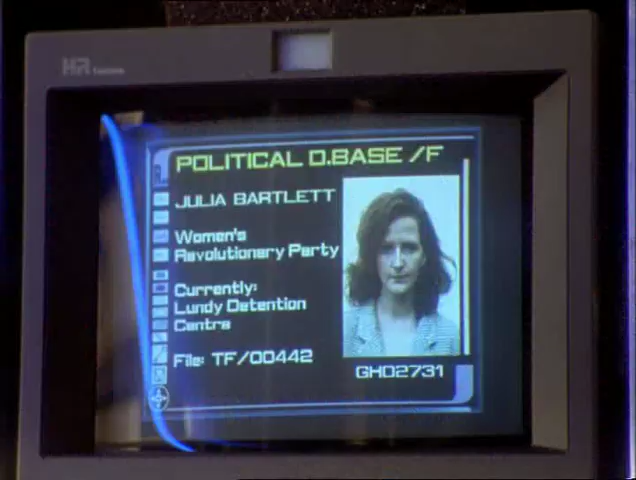 POLITICAL D.BASE /F
JULIA BARTLETT
Women's
Revolutionary Party
Currently:
Lundy Detention
Centre
File: TF/00442
GHD2731